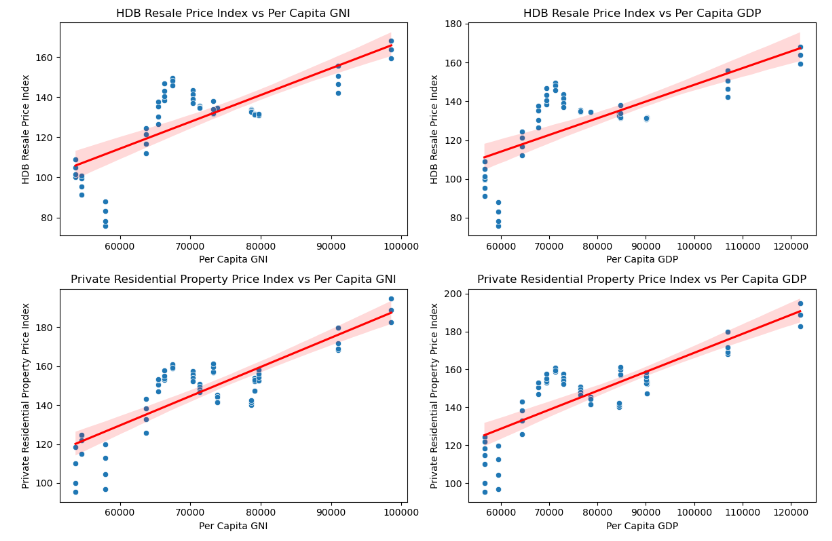 HDB Resale Price Index vs Per Capita GNI
HDB Resale Price Index
160
140
120
100
80
60000 70000 80000 90000 100000
Per Capita GNI
HDB Resale Price Index vs Per Capita GDP
HDB Resale Price Index
180
160
140
120
100
80
60000 70000 80000 90000 100000 110000 120000
Per Capita GDP
Private Residential Property Price Index vs Per Capita GNI
Private Residential Property Price Index
180
160
140
120
100
60000 70000 80000 90000 100000
Per Capita GNI
Private Residential Property Price Index vs Per Capita GDP
Private Residential Property Price Index
200
180
160
140
120
100
60000 70000 80000 90000 100000 110000 120000
Per Capita GDP